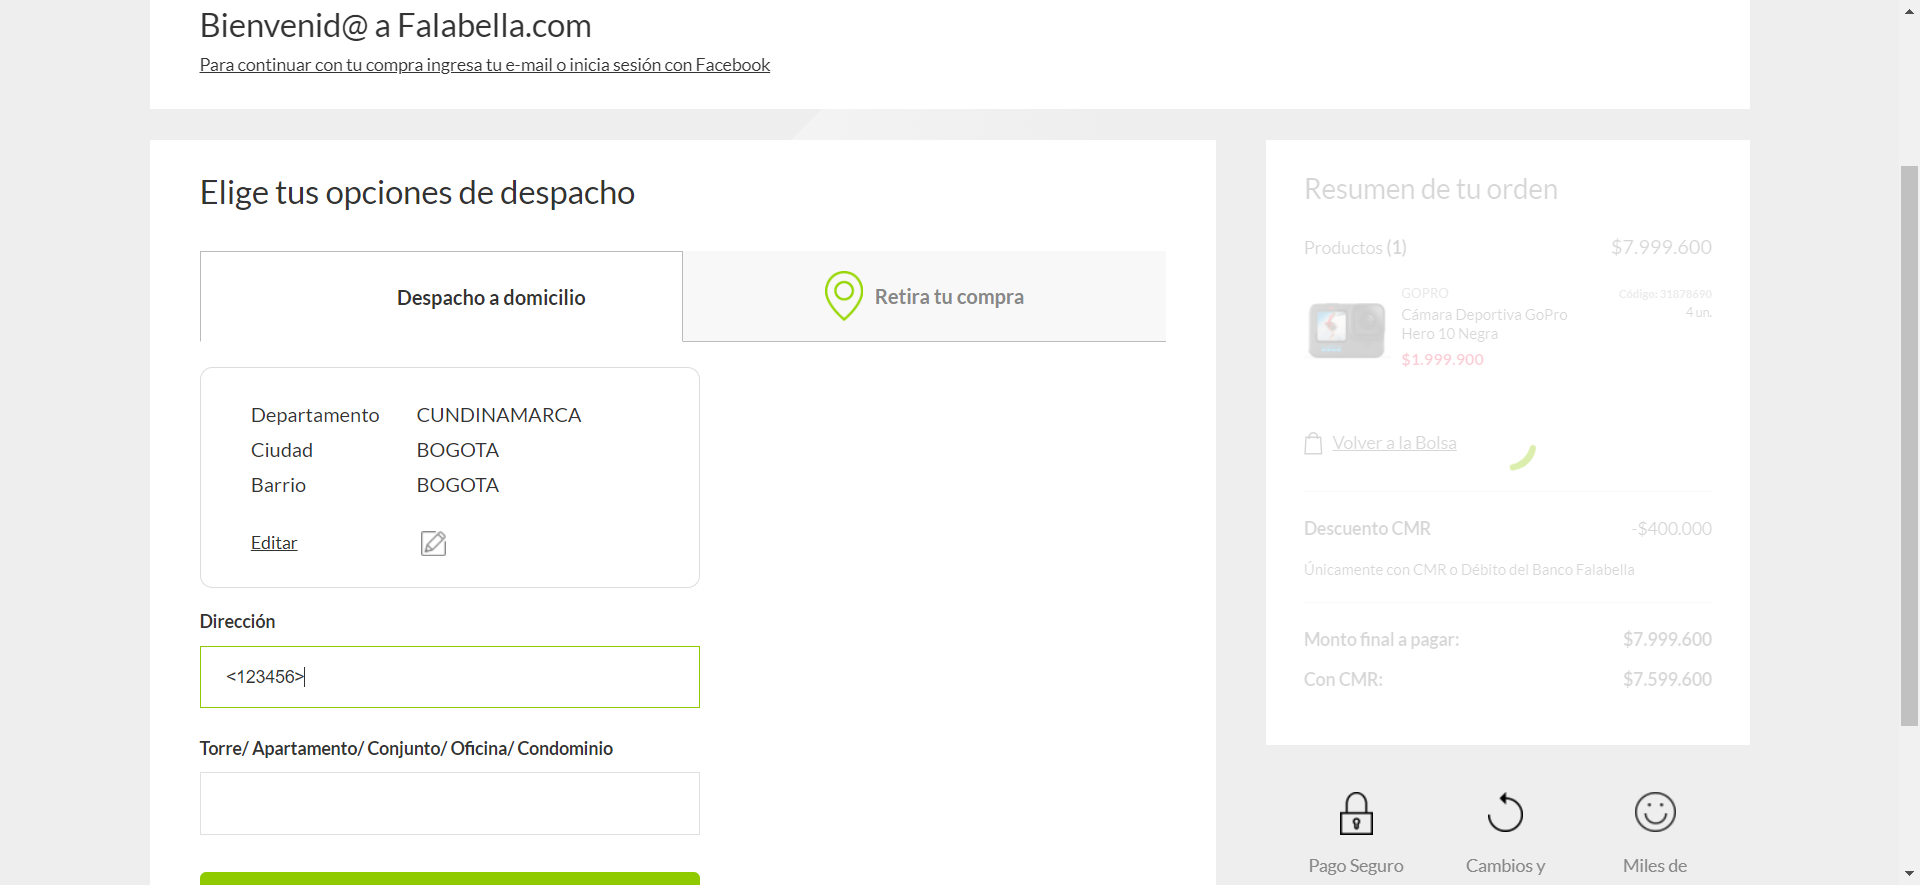 Bienvenid@ a Falabella.com
Para continuar con tu compra ingresa tu e-mail o inicia sesión con Facebook
Elige tus opciones de despacho
Despacho a domicilio
Retira tu compra
Departamento CUNDINAMARCA
Ciudad BOGOTA
Barrio BOGOTA
Editar
Dirección
<123456>
Torre/ Apartamento/ Conjunto/ Oficina/ Condominio
Resumen de tu orden
Productos (1) $7.999.600
GOPRO Código: 31878690
Cámara Deportiva GoPro 4 un.
Hero 10 Negra
$1.999.900
Volver a la Bolsa
Descuento CMR -$400.000
Únicamente con CMR o Débito del Banco Falabella
Monto final a pagar: $7.999.600
Con CMR: $7.599.600
Pago Seguro
Cambios y
Miles de